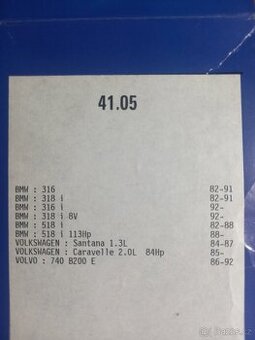 41.05
BMW : 316 82-91
BMW : 318 i 82-91
BMW : 316 i 92-
BMW : 318 i 8V 92-
BMW : 518 i 82-88
BMW : 518 i 113Hp 88-
VOLKSWAGEN : Santana 1.3L 84-87
VOLKSWAGEN : Caravelle 2.0L 84Hp 85-
VOLVO : 740 B200 E 86-92